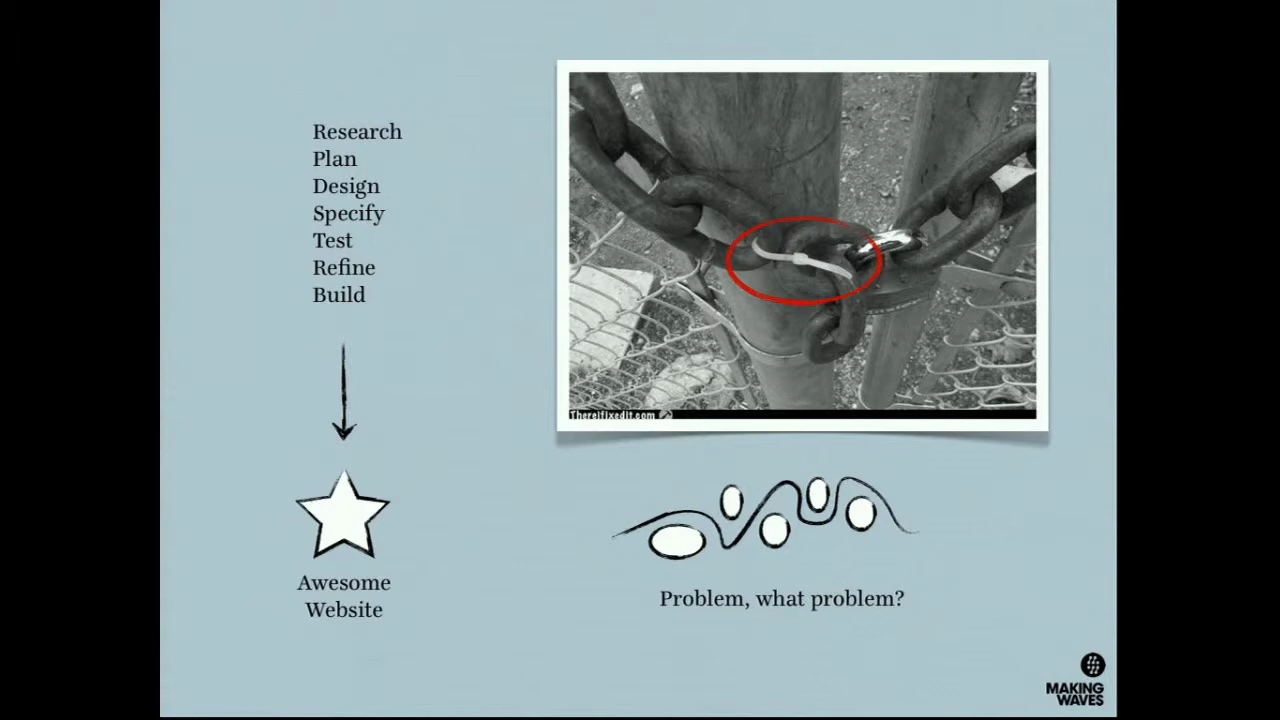 Research
Plan
Design
Specify
Test
Refine
Build
Awesome
Website
Thereifixedit.com
Problem, what problem?
MAKING
WAVES